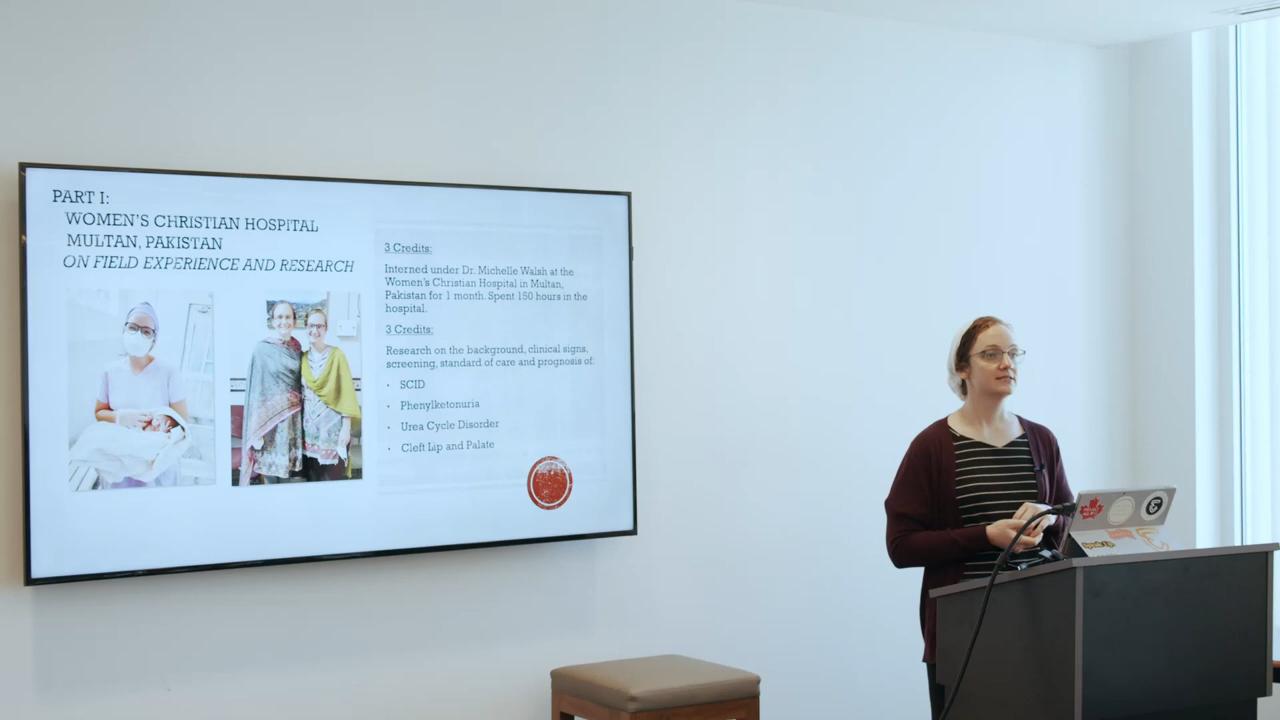 PART I:
WOMEN'S CHRISTIAN HOSPITAL
MULTAN, PAKISTAN
ON FIELD EXPERIENCE AND RESEARCH
3 Credits:
Interned under Dr. Michelle Walsh at the
Women's Christian Hospital in Multan,
Pakistan for 1 month. Spent 150 hours in the
hospital.
3 Credits:
Research on the background, clinical signs,
screening, standard of care and prognosis of:
• SCID
• Phenylketonuria
• Urea Cycle Disorder
• Cleft Lip and Palate